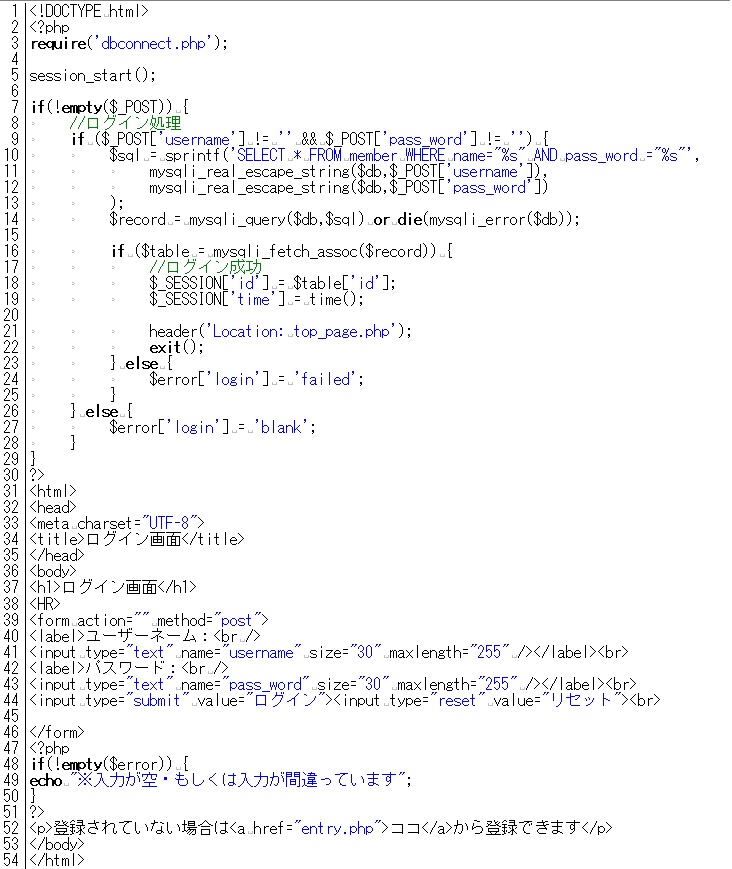 1 <!DOCTYPE html>
2 <?php
3 require('dbconnect.php');
4
5 session_start();
6
7 if(!empty($_POST)) {
8     //ログイン処理
9     if ($_POST['username'] != '' && $_POST['pass_word'] != '') {
10         $sql = sprintf('SELECT * FROM member WHERE name="%s" AND pass_word ="%s"',
11             mysqli_real_escape_string($db,$_POST['username']),
12             mysqli_real_escape_string($db,$_POST['pass_word'])
13         );
14         $record = mysqli_query($db,$sql) or die(mysqli_error($db));
15
16         if ($table = mysqli_fetch_assoc($record)) {
17             //ログイン成功
18             $_SESSION['id'] = $table['id'];
19             $_SESSION['time'] = time();
20
21             header('Location: top_page.php');
22             exit();
23         } else {
24             $error['login'] = 'failed';
25         }
26     } else {
27         $error['login'] = 'blank';
28     }
29 }
30 ?>
31 <html>
32 <head>
33 <meta charset="UTF-8">
34 <title>ログイン画面</title>
35 </head>
36 <body>
37 <h1>ログイン画面</h1>
38 <HR>
39 <form action="" method="post">
40 <label>ユーザーネーム：<br />
41 <input type="text" name="username" size="30" maxlength="255" /></label><br>
42 <label>パスワード：<br />
43 <input type="text" name="pass_word" size="30" maxlength="255" /></label><br>
44 <input type="submit" value="ログイン"><input type="reset" value="リセット"><br>
45
46 </form>
47 <?php
48 if(!empty($error)) {
49 echo "※入力が空・もしくは入力が間違っています";
50 }
51 ?>
52 <p>登録されていない場合は<a href="entry.php">ココ</a>から登録できます</p>
53 </body>
54 </html>